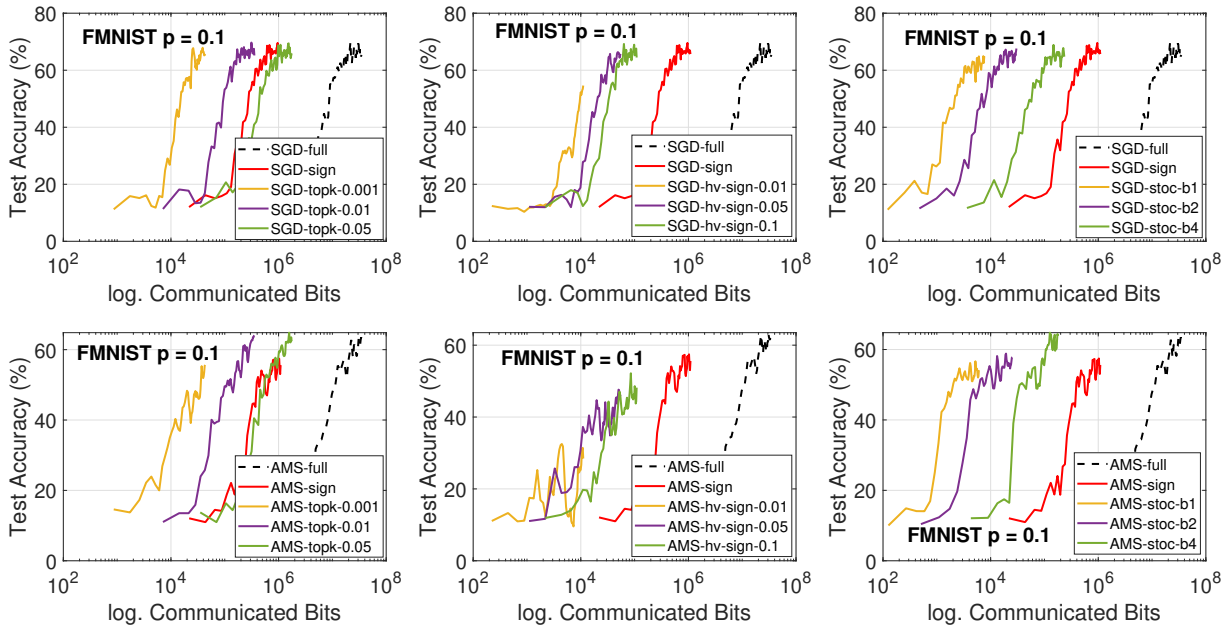 FMNIST p = 0.1
Test Accuracy (%)
80
60
40
20
0
SGD-full
SGD-sign
SGD-topk-0.001
SGD-topk-0.01
SGD-topk-0.05
10^2 10^4 10^6 10^8
log. Communicated Bits
FMNIST p = 0.1
Test Accuracy (%)
80
60
40
20
0
SGD-full
SGD-sign
SGD-hv-sign-0.01
SGD-hv-sign-0.05
SGD-hv-sign-0.1
10^2 10^4 10^6 10^8
log. Communicated Bits
FMNIST p = 0.1
Test Accuracy (%)
80
60
40
20
0
SGD-full
SGD-sign
SGD-stoc-b1
SGD-stoc-b2
SGD-stoc-b4
10^2 10^4 10^6 10^8
log. Communicated Bits
FMNIST p = 0.1
Test Accuracy (%)
60
40
20
0
AMS-full
AMS-sign
AMS-topk-0.001
AMS-topk-0.01
AMS-topk-0.05
10^2 10^4 10^6 10^8
log. Communicated Bits
FMNIST p = 0.1
Test Accuracy (%)
60
40
20
0
AMS-full
AMS-sign
AMS-hv-sign-0.01
AMS-hv-sign-0.05
AMS-hv-sign-0.1
10^2 10^4 10^6 10^8
log. Communicated Bits
Test Accuracy (%)
60
40
20
0
AMS-full
AMS-sign
AMS-stoc-b1
AMS-stoc-b2
AMS-stoc-b4
FMNIST p = 0.1
10^2 10^4 10^6 10^8
log. Communicated Bits